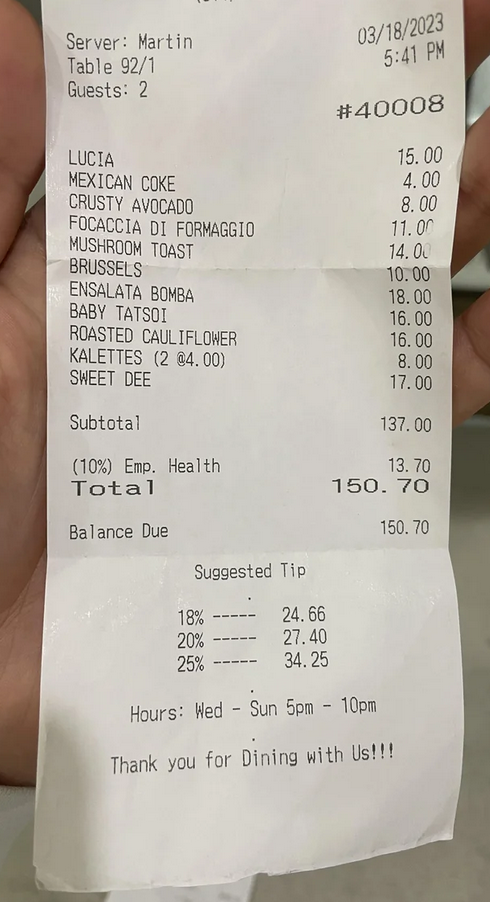 Server: Martin 03/18/2023
Table 92/1 5:41 PM
Guests: 2
#40008
LUCIA 15.00
MEXICAN COKE 4.00
CRUSTY AVOCADO 8.00
FOCACCIA DI FORMAGGIO 11.00
MUSHROOM TOAST 14.00
BRUSSELS 10.00
ENSALATA BOMBA 18.00
BABY TATSOI 16.00
ROASTED CAULIFLOWER 16.00
KALETTES (2 @4.00) 8.00
SWEET DEE 17.00
Subtotal 137.00
(10%) Emp. Health 13.70
Total 150.70
Balance Due 150.70
Suggested Tip
.
18% ----- 24.66
20% ----- 27.40
25% ----- 34.25
.
Hours: Wed - Sun 5pm - 10pm
.
Thank you for Dining with Us!!!